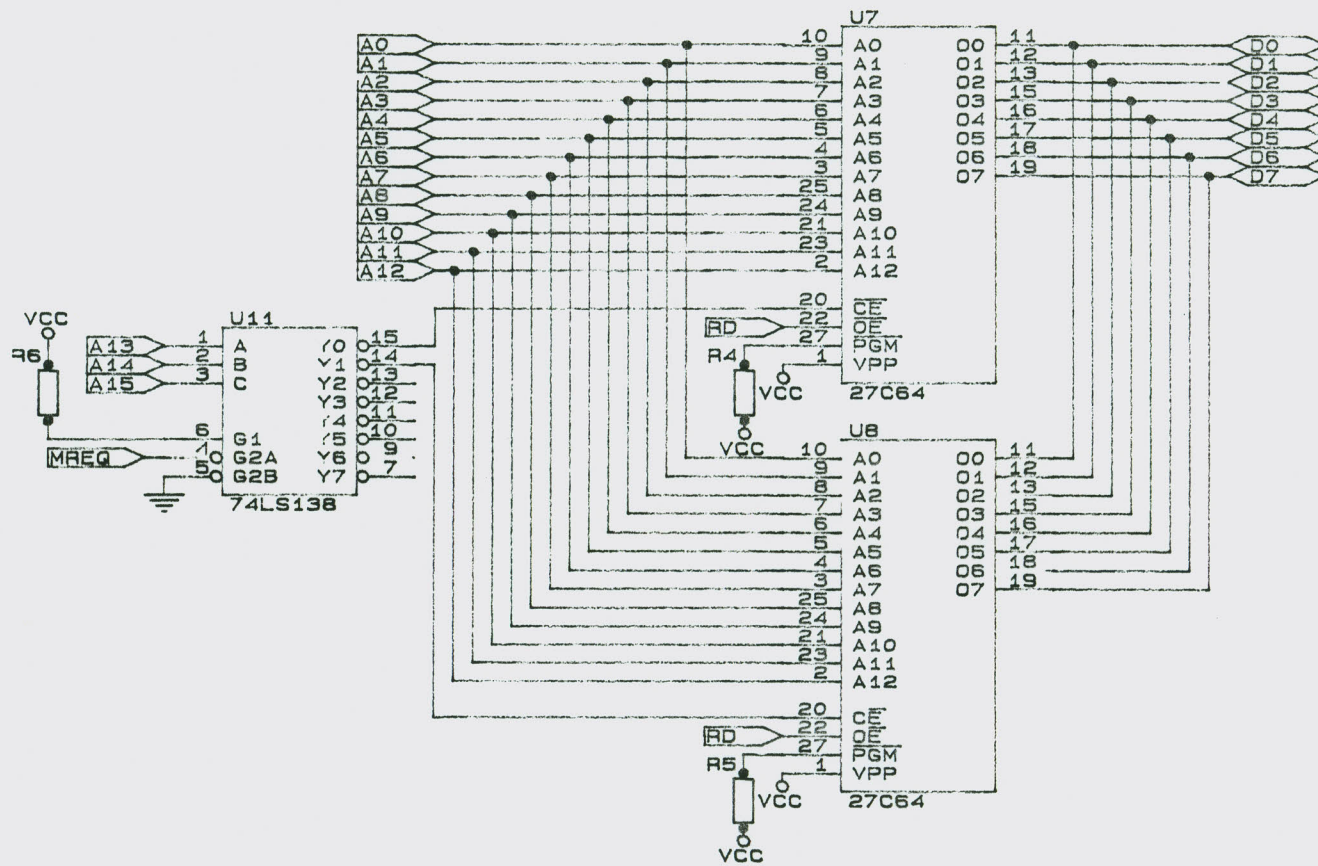 U7
A0 10 A0 O0 11 D0
A1 9 A1 O1 12 D1
A2 8 A2 O2 13 D2
A3 7 A3 O3 15 D3
A4 6 A4 O4 16 D4
A5 5 A5 O5 17 D5
A6 4 A6 O6 18 D6
A7 3 A7 O7 19 D7
A8 25 A8
A9 24 A9
A10 21 A10
A11 23 A11
A12 2 A12
20 CE
RD 22 OE
27 PGM
R4 1 VPP
VCC
27C64
VCC
VCC
U11
R6
A13 1 A Y0 15
A14 2 B Y1 14
A15 3 C Y2 13
Y3 12
Y4 11
6 G1 Y5 10
MREQ 4 G2A Y6 9
5 G2B Y7 7
74LS138
U8
10 A0 O0 11
9 A1 O1 12
8 A2 O2 13
7 A3 O3 15
6 A4 O4 16
5 A5 O5 17
4 A6 O6 18
3 A7 O7 19
25 A8
24 A9
21 A10
23 A11
2 A12
20 CE
RD 22 OE
27 PGM
R5 1 VPP
VCC
27C64
VCC